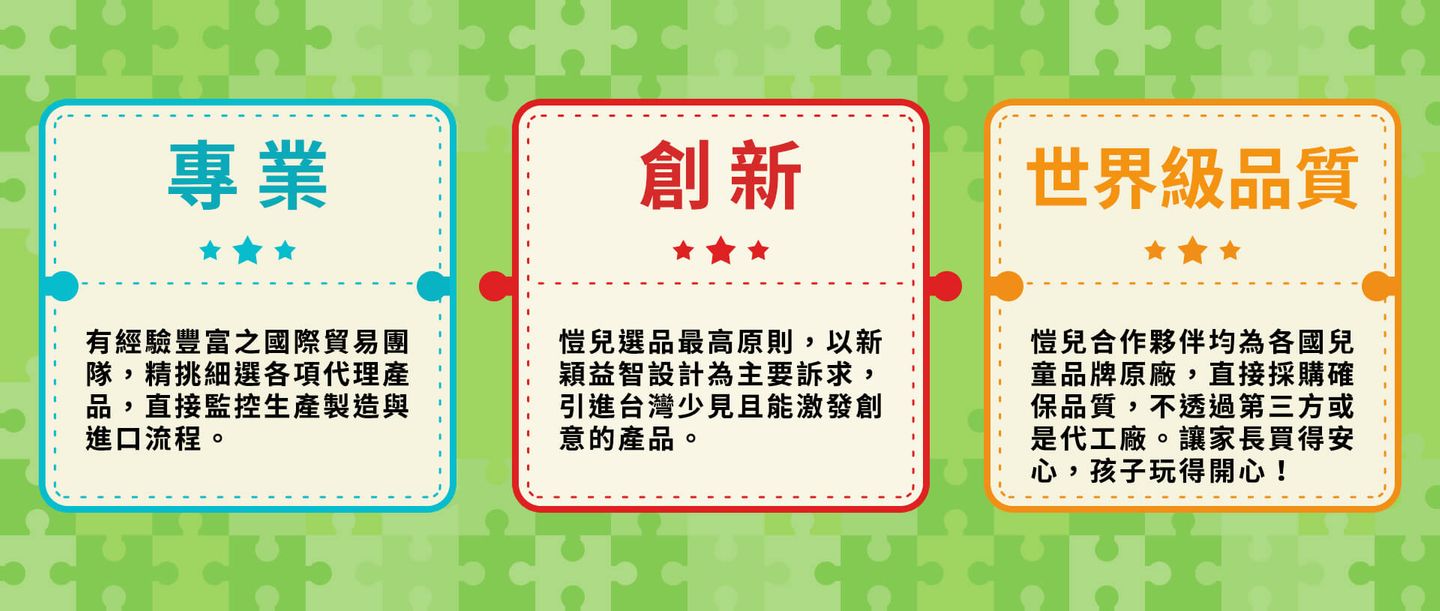 專業
有經驗豐富之國際貿易團
隊，精挑細選各項代理產
品，直接監控生產製造與
進口流程。
創新
愷兒選品最高原則，以新
穎益智設計為主要訴求，
引進台灣少見且能激發創
意的產品。
世界級品質
愷兒合作夥伴均為各國兒
童品牌原廠，直接採購確
保品質，不透過第三方或
是代工廠。讓家長買得安
心，孩子玩得開心！